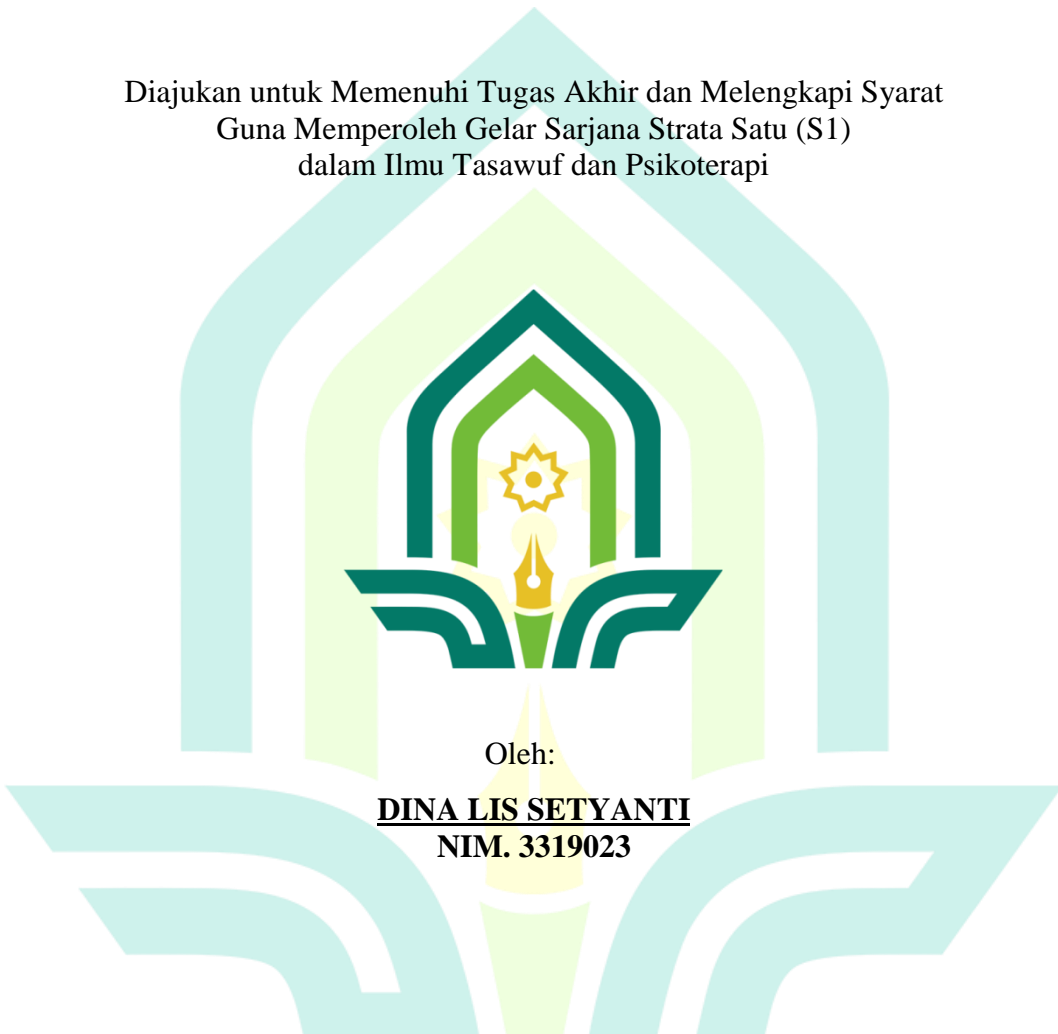 Diajukan untuk Memenuhi Tugas Akhir dan Melengkapi Syarat
Guna Memperoleh Gelar Sarjana Strata Satu (S1)
dalam Ilmu Tasawuf dan Psikoterapi
Oleh:
DINA LIS SETYANTI
NIM. 3319023